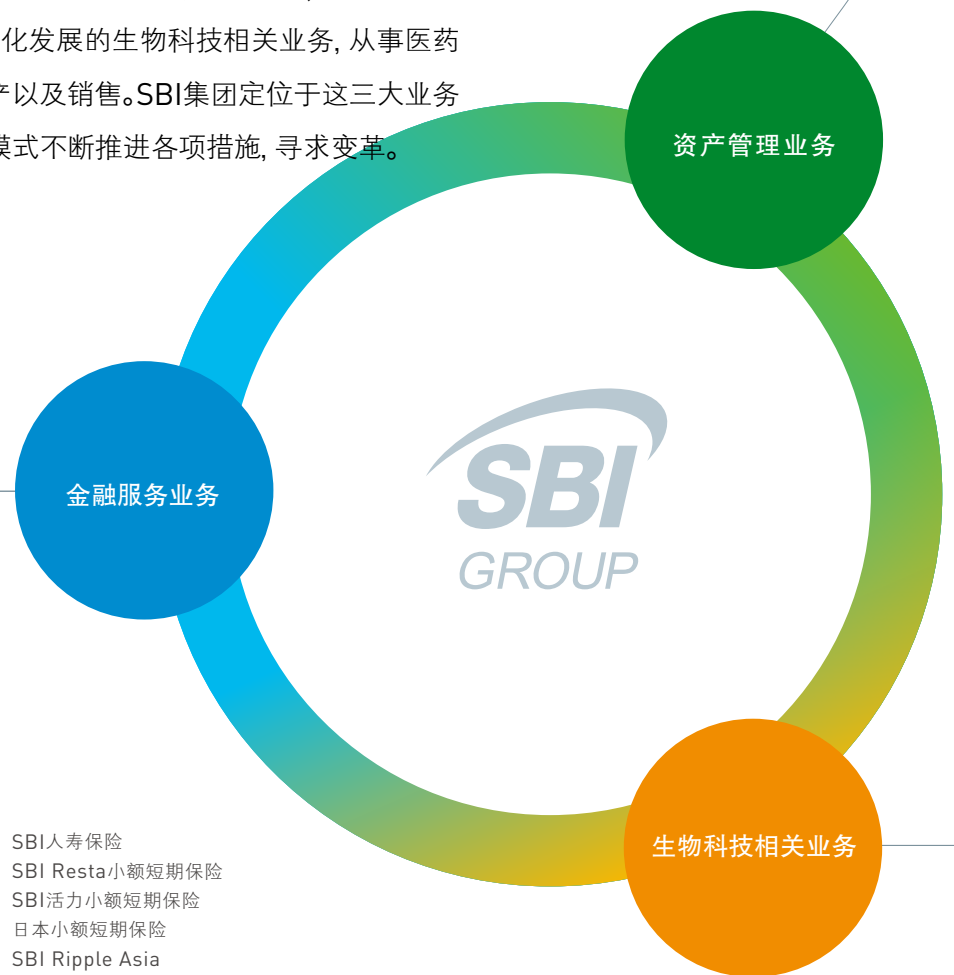 化发展的生物科技相关业务, 从事医药
以及销售。SBI集团定位于这三大业务
模式不断推进各项措施, 寻求变革。
资产管理业务
金融服务业务
SBI
GROUP
生物科技相关业务
SBI人寿保险
SBI Resta小额短期保险
SBI活力小额短期保险
日本小额短期保险
SBI Ripple Asia